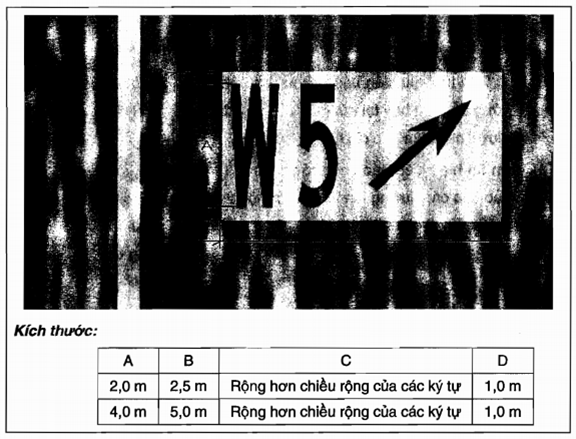 W 5
A
Kích thước:
A B C D
2,0 m 2,5 m Rộng hơn chiều rộng của các ký tự 1,0 m
4,0 m 5,0 m Rộng hơn chiều rộng của các ký tự 1,0 m